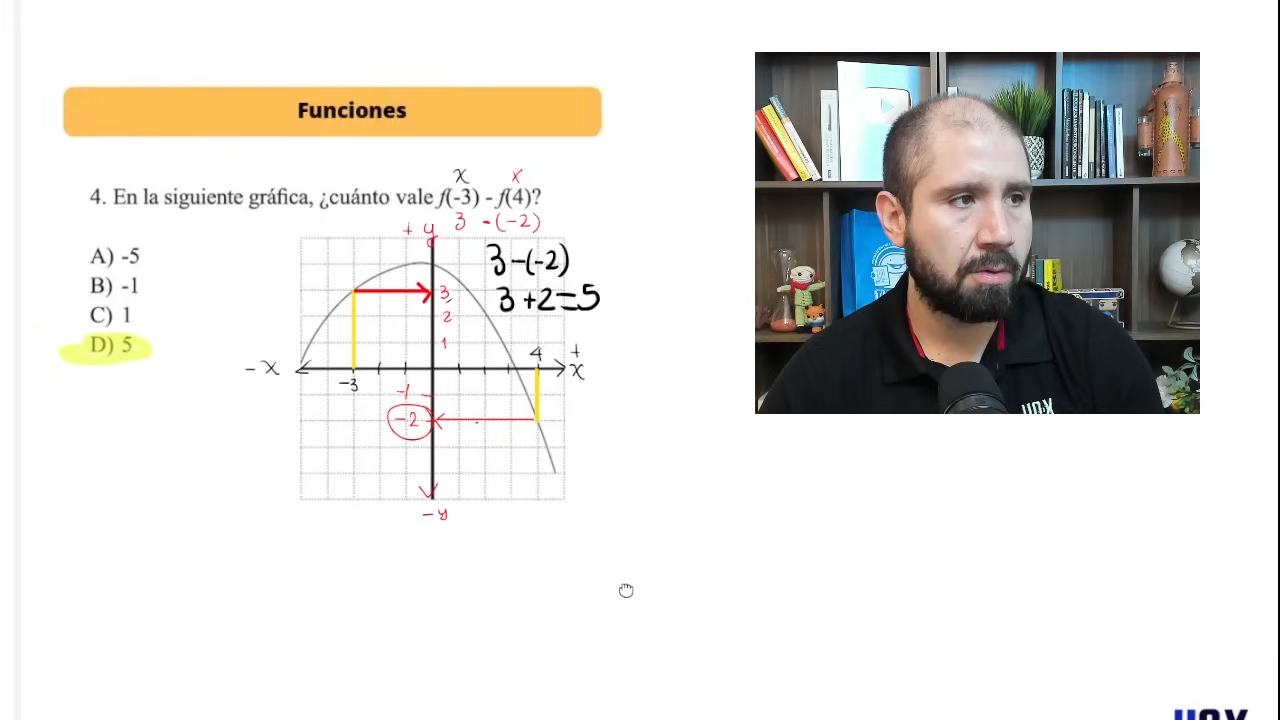 Funciones
4. En la siguiente gráfica, ¿cuánto vale f(-3) - f(4)?
x x
3 - (-2)
A) -5
B) -1
C) 1
D) 5
+ y
3 -(-2)
3 +2=5
3
2
1
4
+
x
- x
-3
-1
-2
- y
UOX